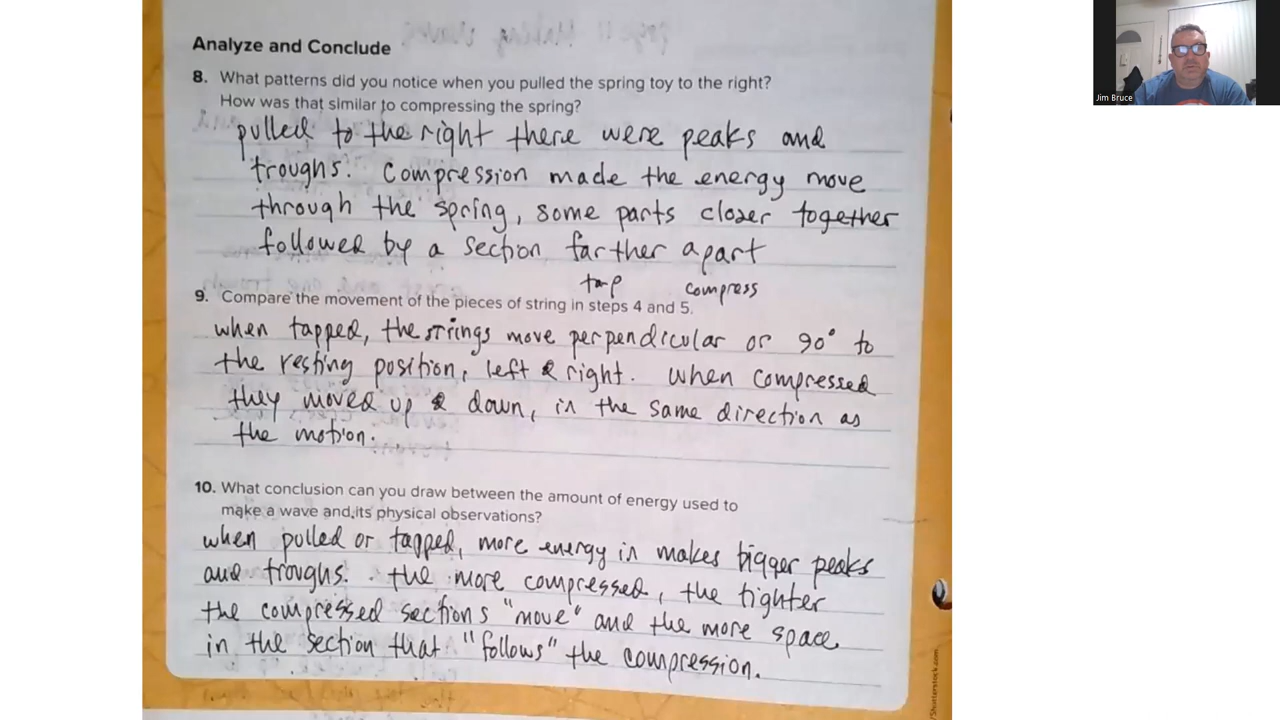 Analyze and Conclude
8. What patterns did you notice when you pulled the spring toy to the right?
How was that similar to compressing the spring?
pulled to the right there were peaks and
troughs. Compression made the energy move
through the spring, some parts closer together
followed by a section farther apart
tap compress
9. Compare the movement of the pieces of string in steps 4 and 5.
when tapped, the strings move perpendicular or 90° to
the resting position, left & right. When compressed
they moved up & down, in the same direction as
the motion.
10. What conclusion can you draw between the amount of energy used to
make a wave and its physical observations?
when pulled or tapped, more energy in makes bigger peaks
and troughs. the more compressed, the tighter
the compressed sections "move" and the more space
in the section that "follows" the compression.
/Shutterstock.com
Jim Bruce